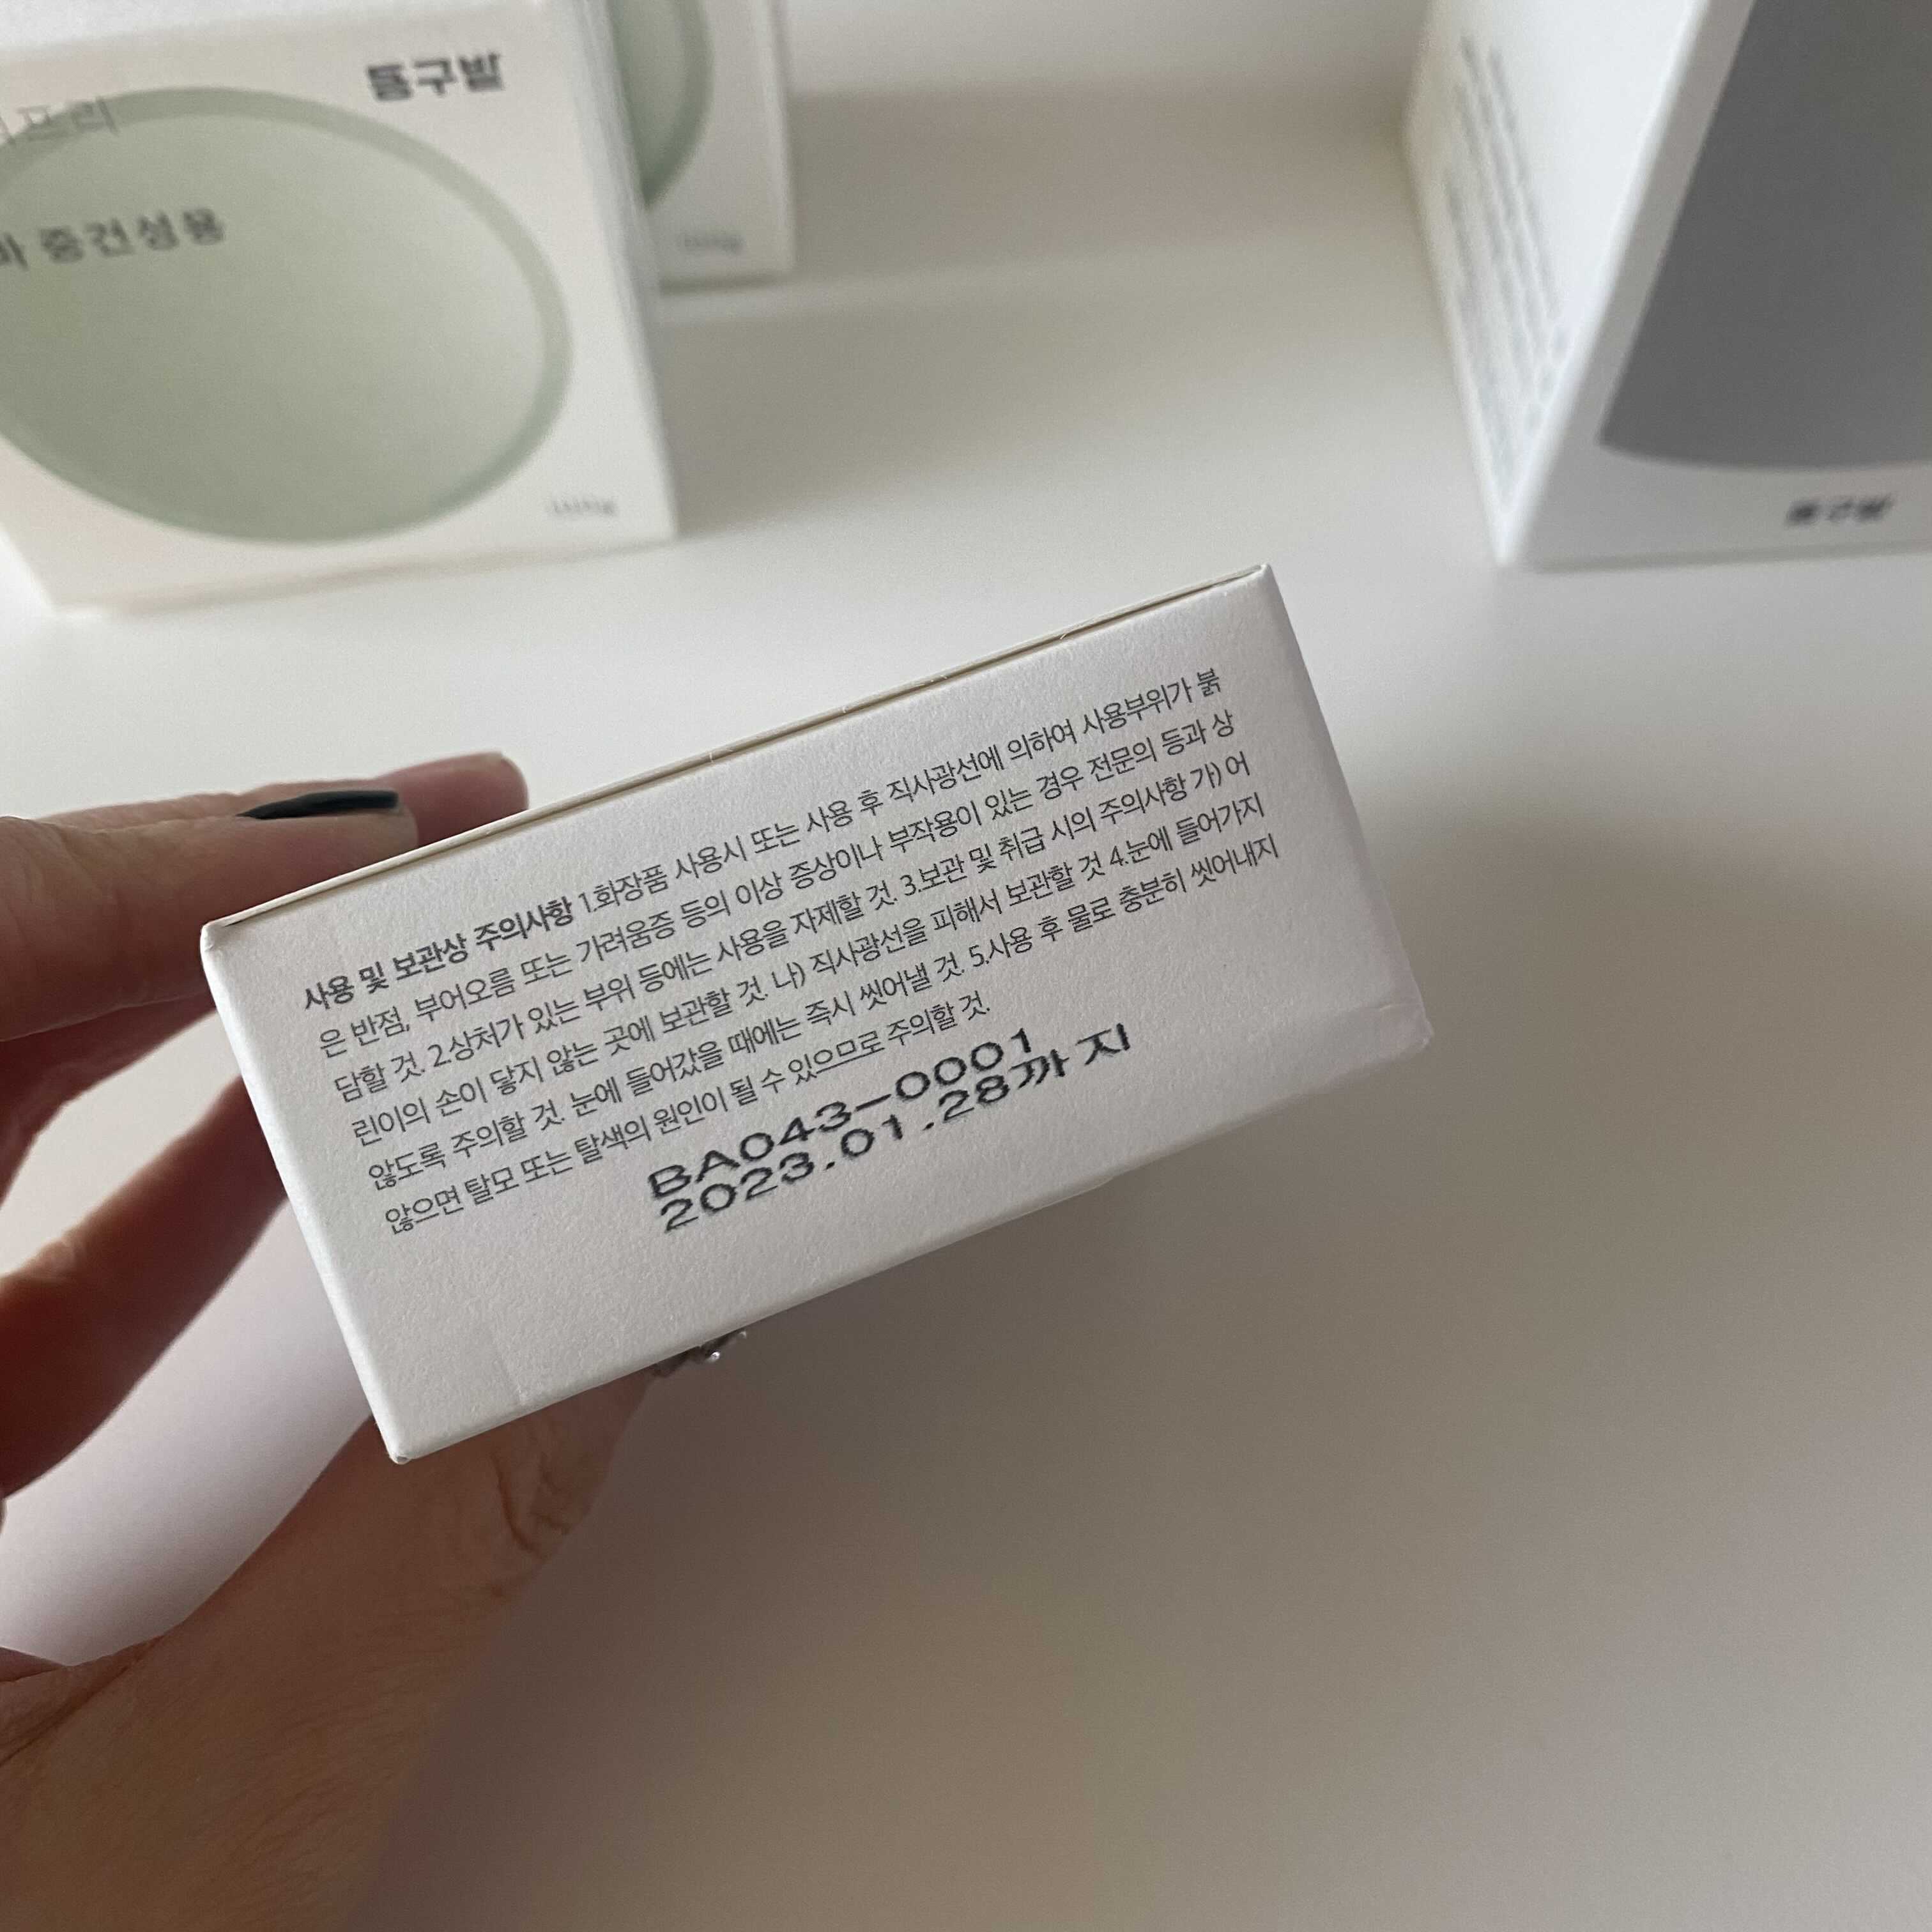 동구밭
중건성용
사용 및 보관상 주의사항 1.화장품 사용시 또는 사용 후 직사광선에 의하여 사용부위가 붉
은 반점, 부어오름 또는 가려움증 등의 이상 증상이나 부작용이 있는 경우 전문의 등과 상
담할 것. 2.상처가 있는 부위 등에는 사용을 자제할 것. 3.보관 및 취급 시의 주의사항 가) 어
린이의 손이 닿지 않는 곳에 보관할 것. 나) 직사광선을 피해서 보관할 것 4.눈에 들어가지
않도록 주의할 것. 눈에 들어갔을 때에는 즉시 씻어낼 것. 5.사용 후 물로 충분히 씻어내지
않으면 탈모 또는 탈색의 원인이 될 수 있으므로 주의할 것.
BA043-0001
2023.01.28까지
동구밭